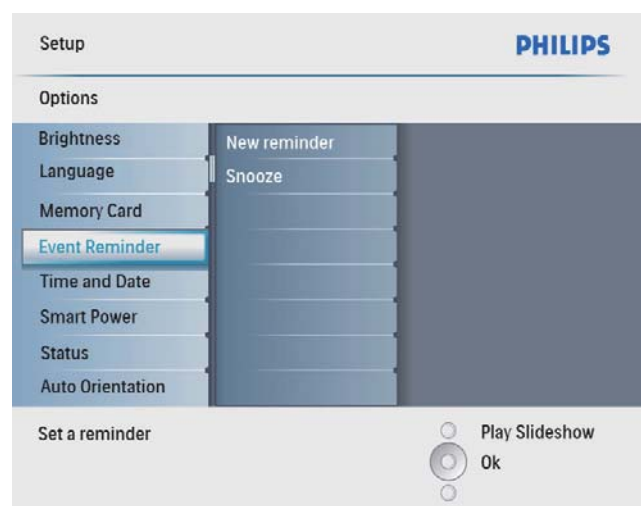 Setup
PHILIPS
Options
Brightness
Language
Memory Card
Event Reminder
Time and Date
Smart Power
Status
Auto Orientation
New reminder
Snooze
Set a reminder
Play Slideshow
Ok